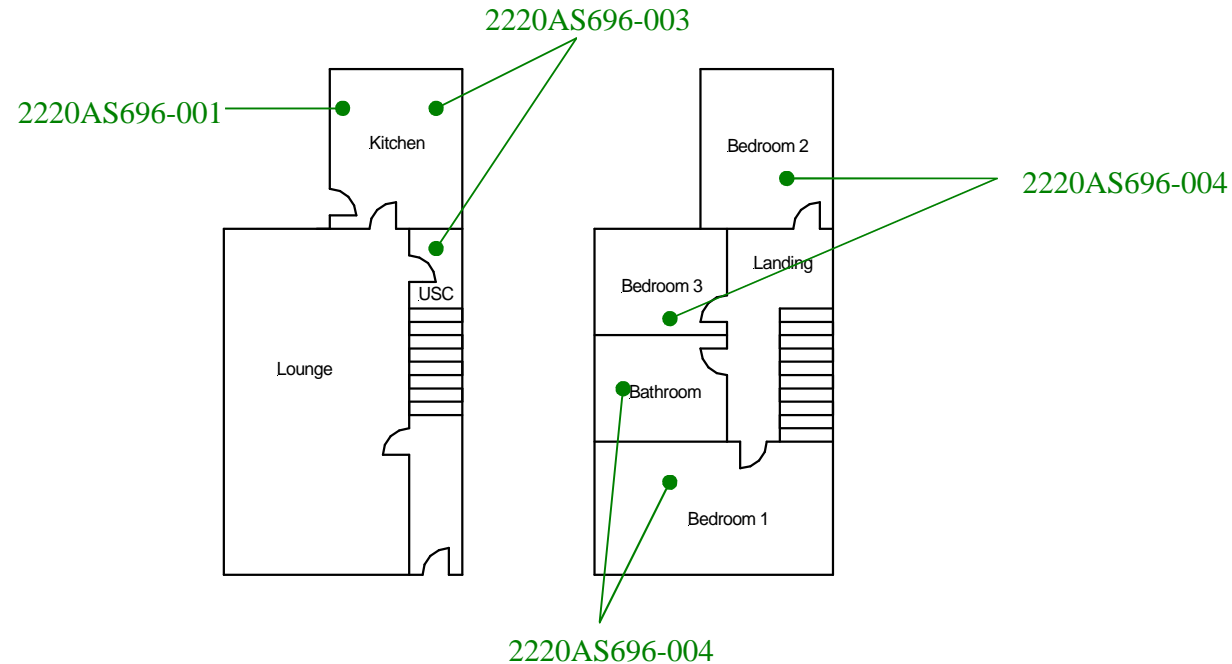 2220AS696-003
2220AS696-001
Kitchen
Bedroom 2
2220AS696-004
Landing
Bedroom 3
USC
Lounge
Bathroom
Bedroom 1
2220AS696-004